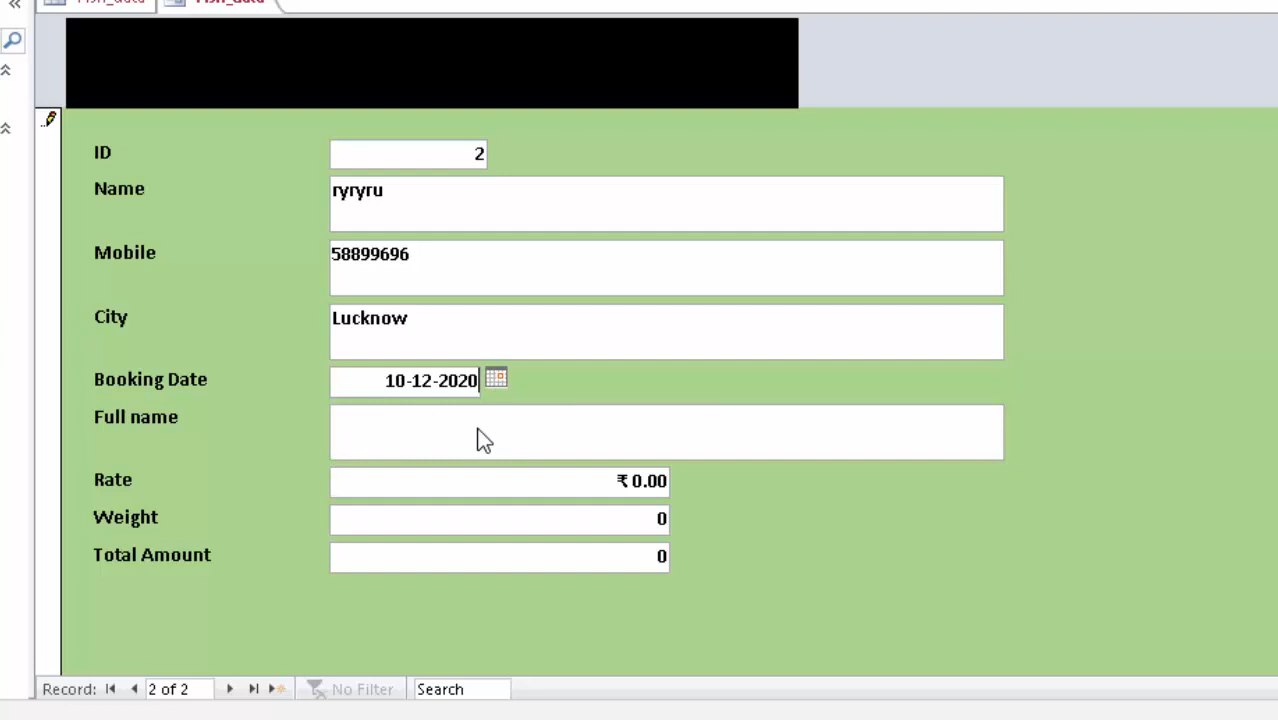 ID 2
Name ryryru
Mobile 58899696
City Lucknow
Booking Date 10-12-2020
Full name
Rate ₹ 0.00
Weight 0
Total Amount 0
Record: 2 of 2 No Filter Search